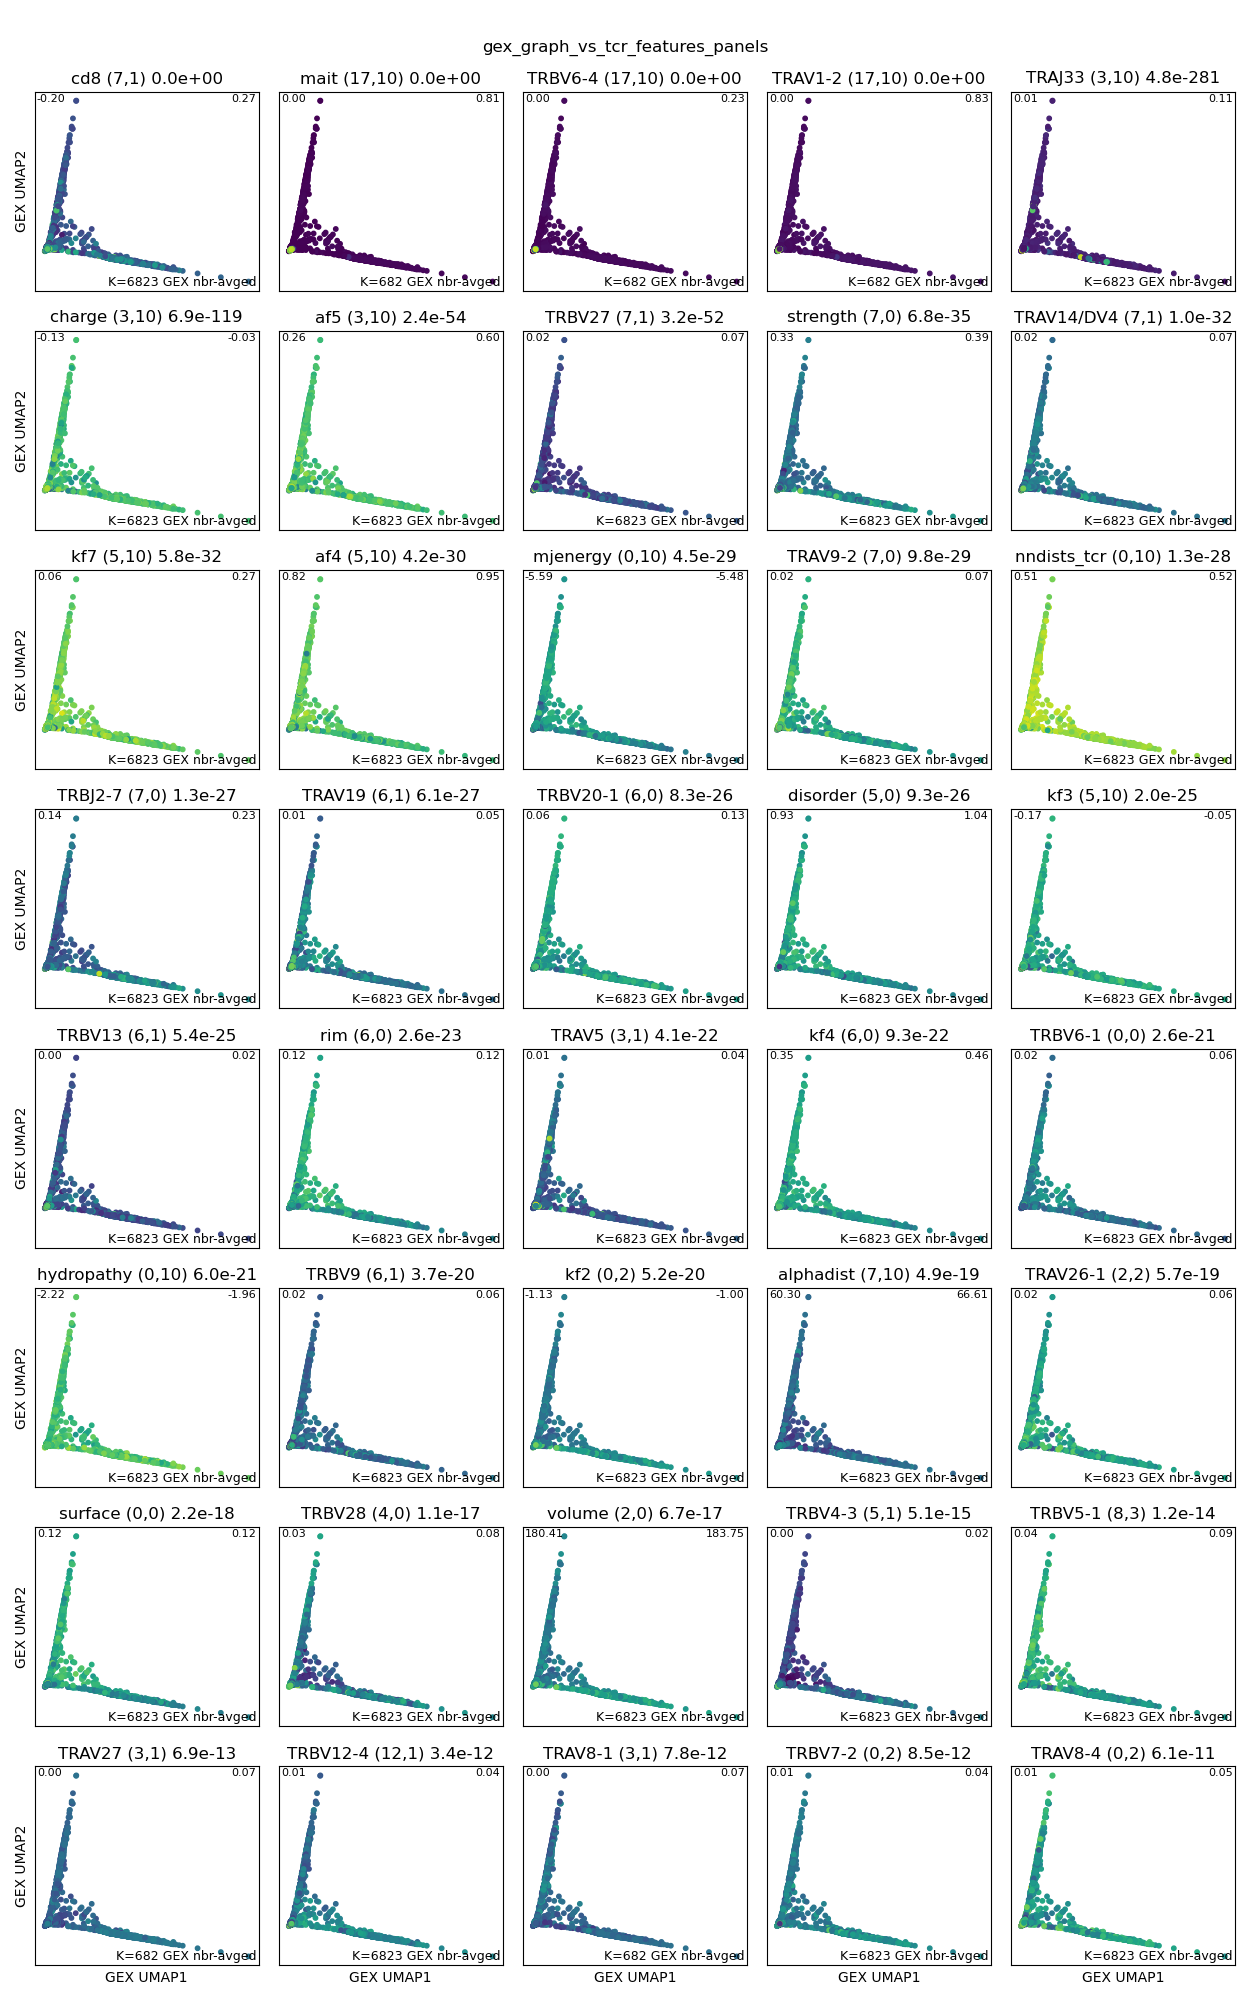 gex_graph_vs_tcr_features_panels
cd8 (7,1) 0.0e+00
-0.20 0.27
K=6823 GEX nbr-avged
GEX UMAP2
mait (17,10) 0.0e+00
0.00 0.81
K=682 GEX nbr-avged
TRBV6-4 (17,10) 0.0e+00
0.00 0.23
K=682 GEX nbr-avged
TRAV1-2 (17,10) 0.0e+00
0.00 0.83
K=682 GEX nbr-avged
TRAJ33 (3,10) 4.8e-281
0.01 0.11
K=6823 GEX nbr-avged
charge (3,10) 6.9e-119
-0.13 -0.03
K=6823 GEX nbr-avged
GEX UMAP2
af5 (3,10) 2.4e-54
0.26 0.60
K=6823 GEX nbr-avged
TRBV27 (7,1) 3.2e-52
0.02 0.07
K=6823 GEX nbr-avged
strength (7,0) 6.8e-35
0.33 0.39
K=6823 GEX nbr-avged
TRAV14/DV4 (7,1) 1.0e-32
0.02 0.07
K=6823 GEX nbr-avged
kf7 (5,10) 5.8e-32
0.06 0.27
K=6823 GEX nbr-avged
GEX UMAP2
af4 (5,10) 4.2e-30
0.82 0.95
K=6823 GEX nbr-avged
mjenergy (0,10) 4.5e-29
-5.59 -5.48
K=6823 GEX nbr-avged
TRAV9-2 (7,0) 9.8e-29
0.02 0.07
K=6823 GEX nbr-avged
nndists_tcr (0,10) 1.3e-28
0.51 0.52
K=6823 GEX nbr-avged
TRBJ2-7 (7,0) 1.3e-27
0.14 0.23
K=6823 GEX nbr-avged
GEX UMAP2
TRAV19 (6,1) 6.1e-27
0.01 0.05
K=6823 GEX nbr-avged
TRBV20-1 (6,0) 8.3e-26
0.06 0.13
K=6823 GEX nbr-avged
disorder (5,0) 9.3e-26
0.93 1.04
K=6823 GEX nbr-avged
kf3 (5,10) 2.0e-25
-0.17 -0.05
K=6823 GEX nbr-avged
TRBV13 (6,1) 5.4e-25
0.00 0.02
K=6823 GEX nbr-avged
GEX UMAP2
rim (6,0) 2.6e-23
0.12 0.12
K=6823 GEX nbr-avged
TRAV5 (3,1) 4.1e-22
0.01 0.04
K=6823 GEX nbr-avged
kf4 (6,0) 9.3e-22
0.35 0.46
K=6823 GEX nbr-avged
TRBV6-1 (0,0) 2.6e-21
0.02 0.06
K=6823 GEX nbr-avged
hydropathy (0,10) 6.0e-21
-2.22 -1.96
K=6823 GEX nbr-avged
GEX UMAP2
TRBV9 (6,1) 3.7e-20
0.02 0.06
K=6823 GEX nbr-avged
kf2 (0,2) 5.2e-20
-1.13 -1.00
K=6823 GEX nbr-avged
alphadist (7,10) 4.9e-19
60.30 66.61
K=6823 GEX nbr-avged
TRAV26-1 (2,2) 5.7e-19
0.02 0.06
K=6823 GEX nbr-avged
surface (0,0) 2.2e-18
0.12 0.12
K=6823 GEX nbr-avged
GEX UMAP2
TRBV28 (4,0) 1.1e-17
0.03 0.08
K=6823 GEX nbr-avged
volume (2,0) 6.7e-17
180.41 183.75
K=6823 GEX nbr-avged
TRBV4-3 (5,1) 5.1e-15
0.00 0.02
K=6823 GEX nbr-avged
TRBV5-1 (8,3) 1.2e-14
0.04 0.09
K=6823 GEX nbr-avged
TRAV27 (3,1) 6.9e-13
0.00 0.07
K=682 GEX nbr-avged
GEX UMAP2
GEX UMAP1
TRBV12-4 (12,1) 3.4e-12
0.01 0.04
K=6823 GEX nbr-avged
GEX UMAP1
TRAV8-1 (3,1) 7.8e-12
0.00 0.07
K=682 GEX nbr-avged
GEX UMAP1
TRBV7-2 (0,2) 8.5e-12
0.01 0.04
K=6823 GEX nbr-avged
GEX UMAP1
TRAV8-4 (0,2) 6.1e-11
0.01 0.05
K=6823 GEX nbr-avged
GEX UMAP1